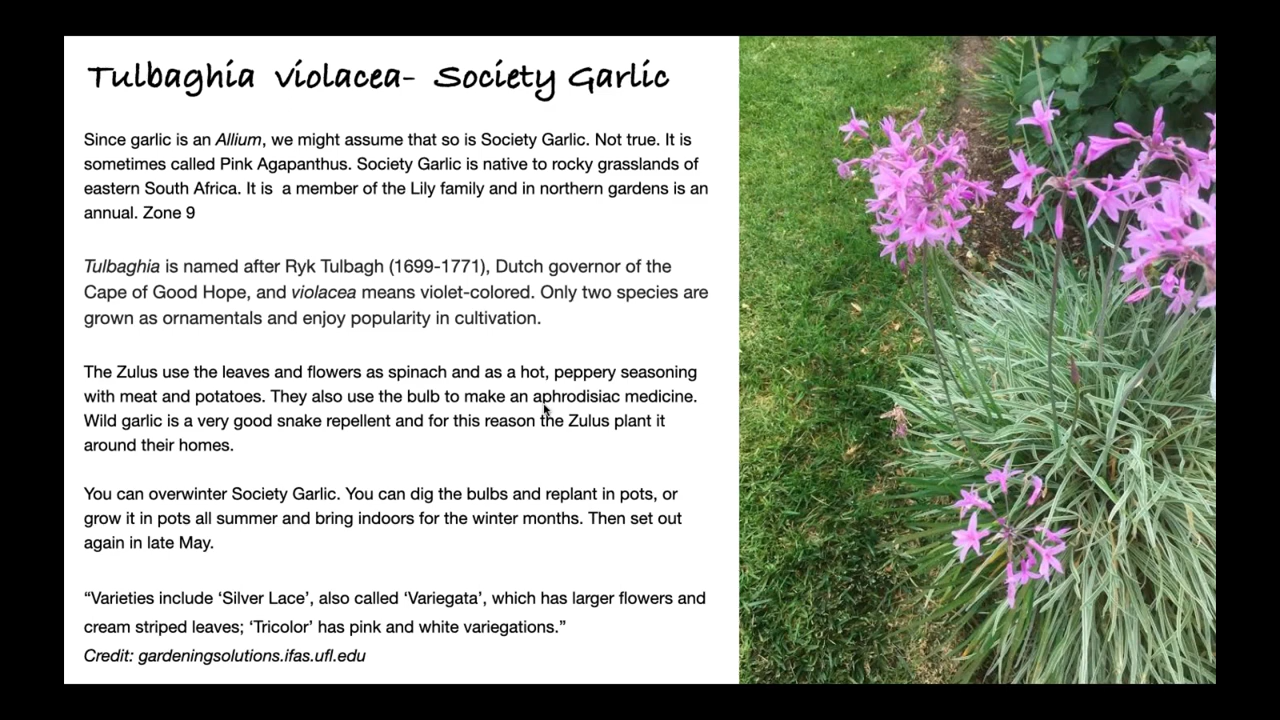 Tulbaghia violacea- Society Garlic
Since garlic is an Allium, we might assume that so is Society Garlic. Not true. It is
sometimes called Pink Agapanthus. Society Garlic is native to rocky grasslands of
eastern South Africa. It is a member of the Lily family and in northern gardens is an
annual. Zone 9
Tulbaghia is named after Ryk Tulbagh (1699-1771), Dutch governor of the
Cape of Good Hope, and violacea means violet-colored. Only two species are
grown as ornamentals and enjoy popularity in cultivation.
The Zulus use the leaves and flowers as spinach and as a hot, peppery seasoning
with meat and potatoes. They also use the bulb to make an aphrodisiac medicine.
Wild garlic is a very good snake repellent and for this reason the Zulus plant it
around their homes.
You can overwinter Society Garlic. You can dig the bulbs and replant in pots, or
grow it in pots all summer and bring indoors for the winter months. Then set out
again in late May.
“Varieties include ‘Silver Lace’, also called ‘Variegata’, which has larger flowers and
cream striped leaves; ‘Tricolor’ has pink and white variegations.”
Credit: gardeningsolutions.ifas.ufl.edu